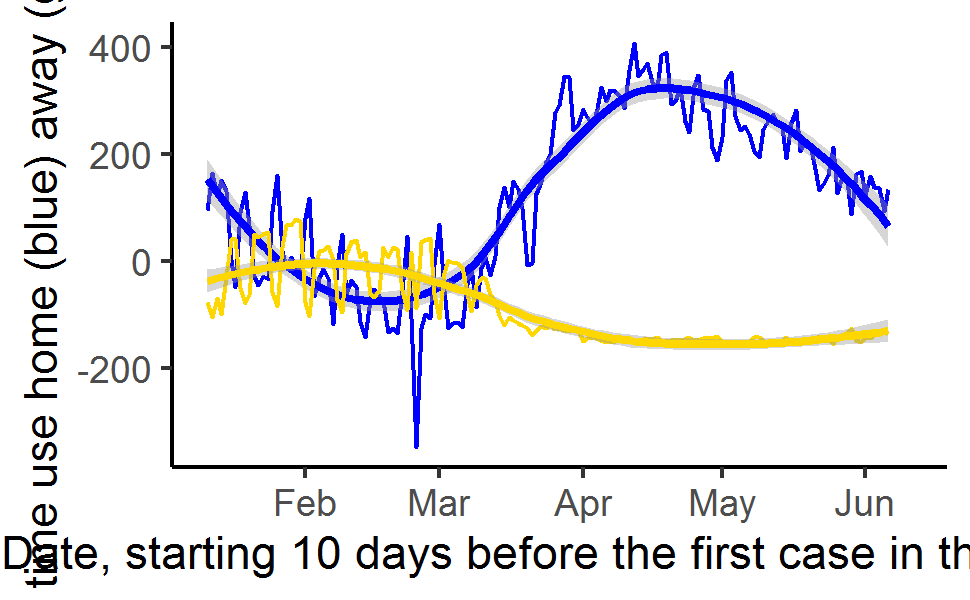 time use home (blue) away (g
400
200
0
-200
Feb Mar Apr May Jun
Date, starting 10 days before the first case in th